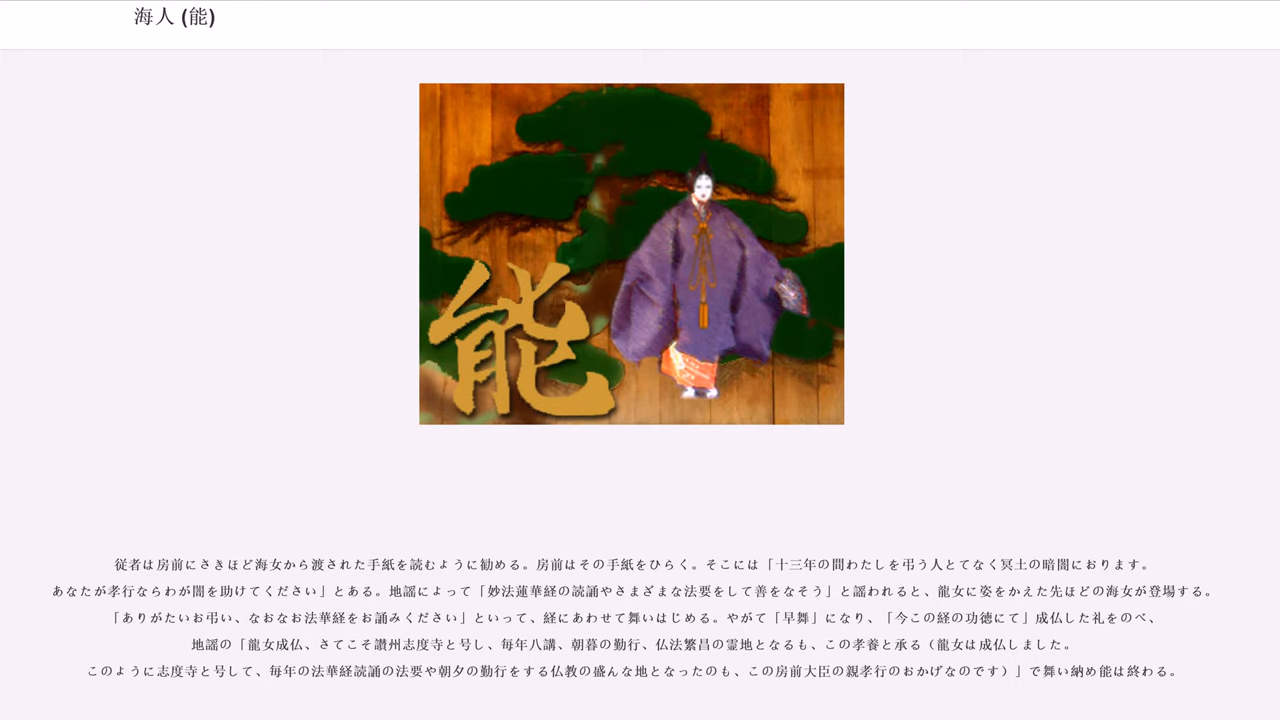 海人 (能)
能
従者は房前にさきほど海女から渡された手紙を読むように勧める。房前はその手紙をひらく。そこには「十三年の間わたしを弔う人とてなく冥土の暗闇におります。
あなたが孝行ならわが闇を助けてください」とある。地謡によって「妙法蓮華経の読誦やさまざまな法要をして善をなそう」と謡われると、龍女に姿をかえた先ほどの海女が登場する。
「ありがたいお弔い、なおなお法華経をお誦みください」といって、経にあわせて舞いはじめる。やがて「早舞」になり、「今この経の功徳にて」成仏した礼をのべ、
地謡の「龍女成仏、さてこそ讃州志度寺と号し、毎年八講、朝暮の勤行、仏法繁昌の霊地となるも、この孝養と承る（龍女は成仏しました。
このように志度寺と号して、毎年の法華経読誦の法要や朝夕の勤行をする仏教の盛んな地となったのも、この房前大臣の親孝行のおかげなのです）」で舞い納め能は終わる。